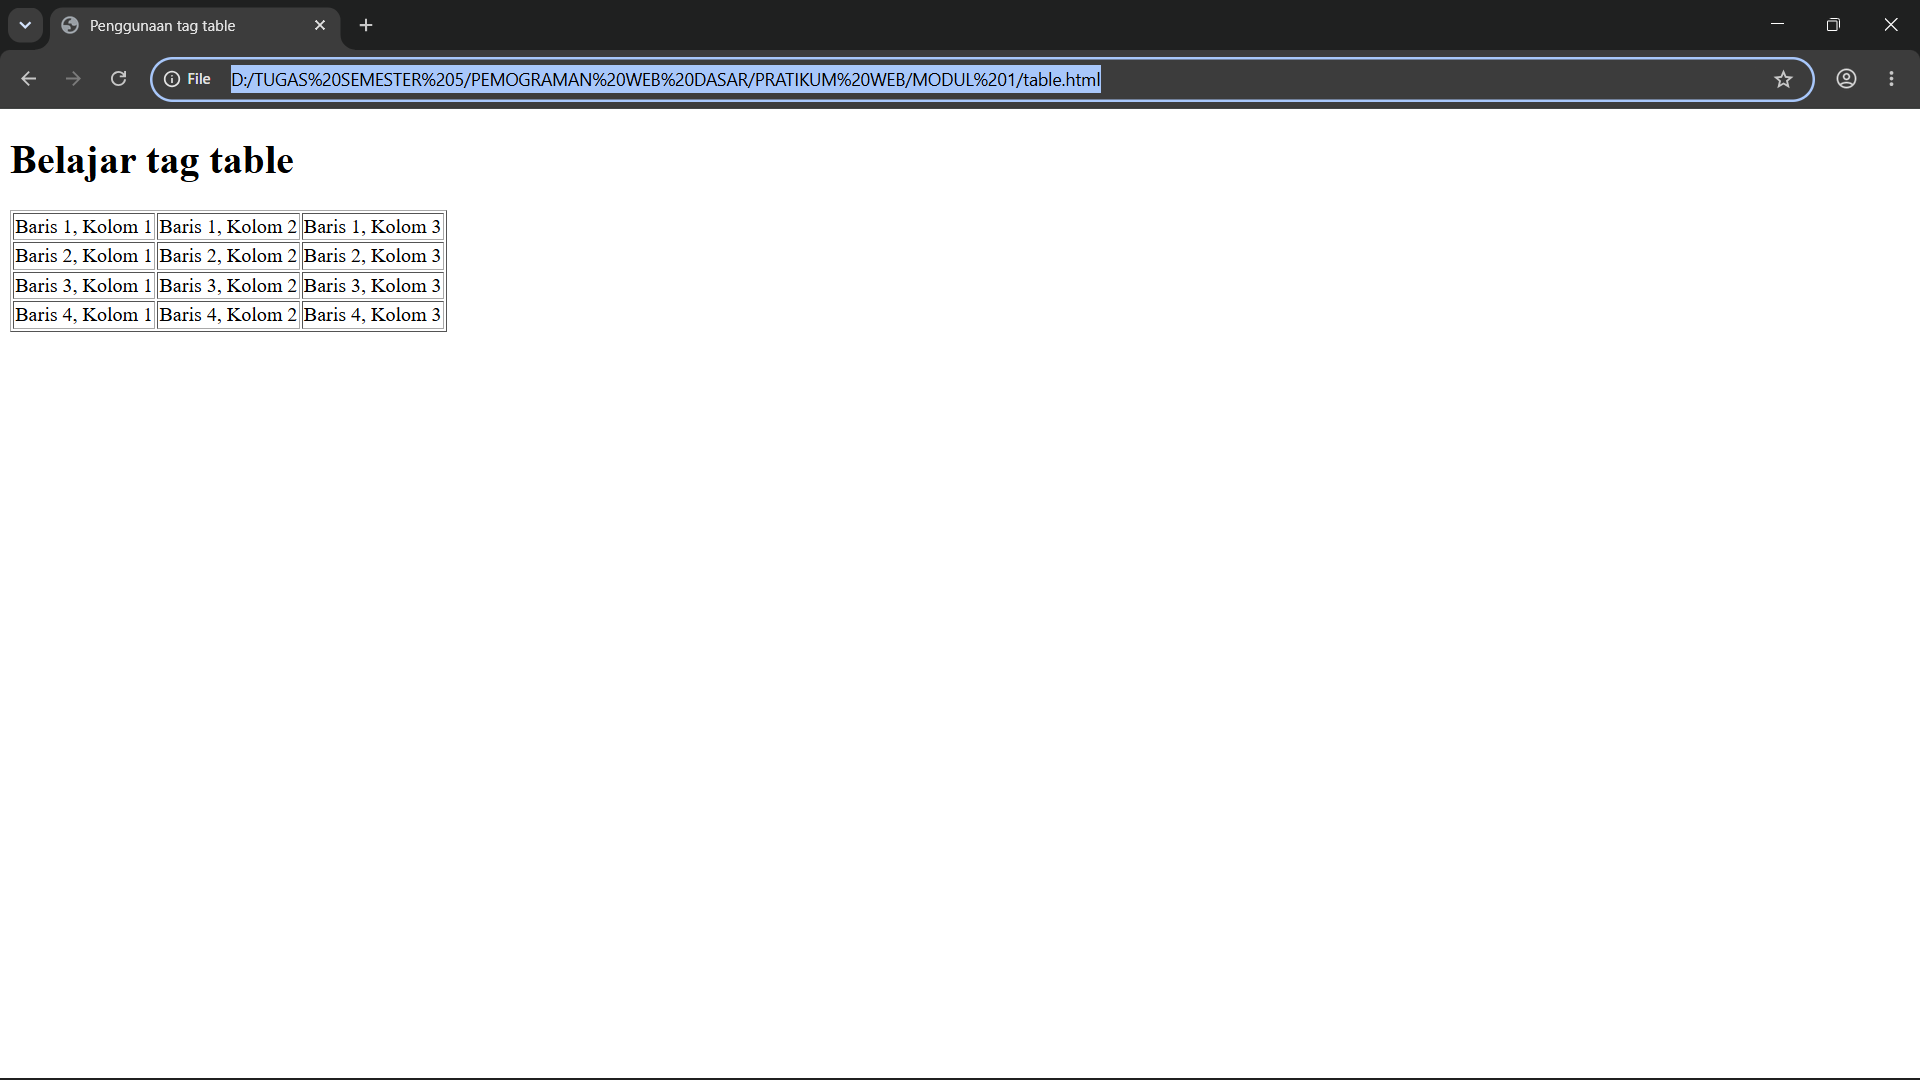 Penggunaan tag table
File D:/TUGAS%20SEMESTER%205/PEMOGRAMAN%20WEB%20DASAR/PRATIKUM%20WEB/MODUL%201/table.html
Belajar tag table
Baris 1, Kolom 1 Baris 1, Kolom 2 Baris 1, Kolom 3
Baris 2, Kolom 1 Baris 2, Kolom 2 Baris 2, Kolom 3
Baris 3, Kolom 1 Baris 3, Kolom 2 Baris 3, Kolom 3
Baris 4, Kolom 1 Baris 4, Kolom 2 Baris 4, Kolom 3